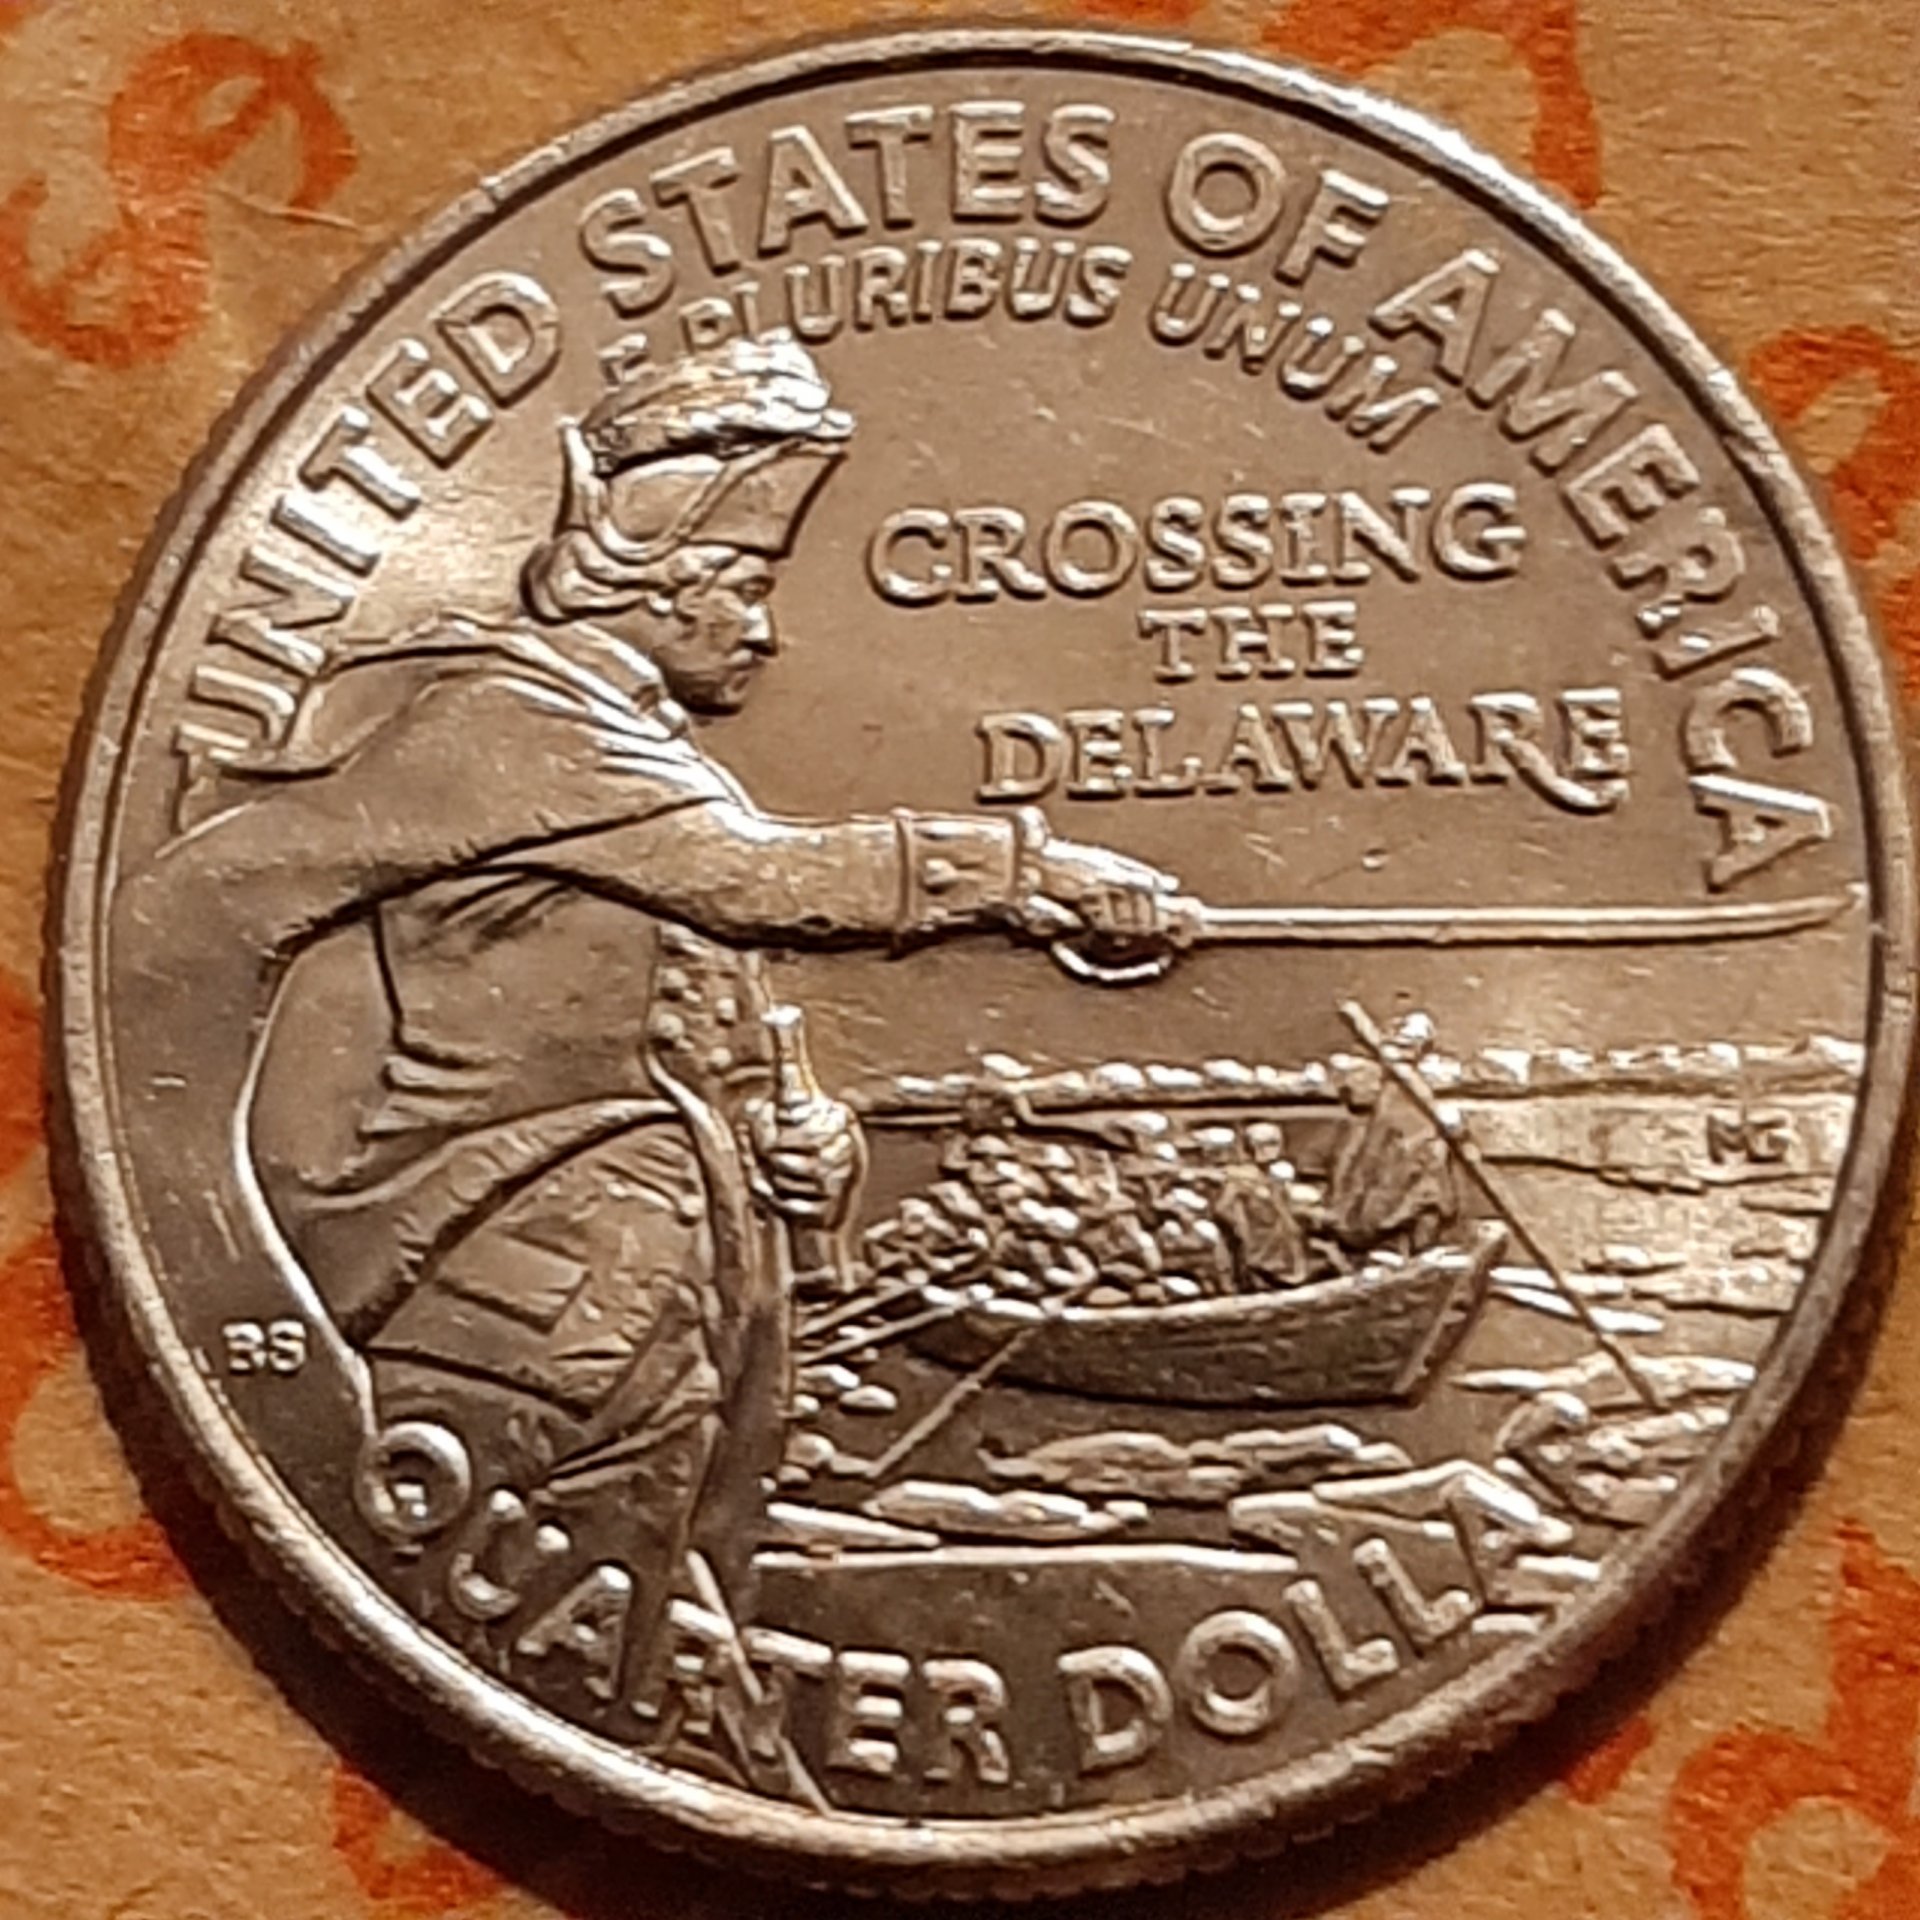 UNITED STATES OF AMERICA
E PLURIBUS UNUM
CROSSING
THE
DELAWARE
BS
QUARTER DOLLAR